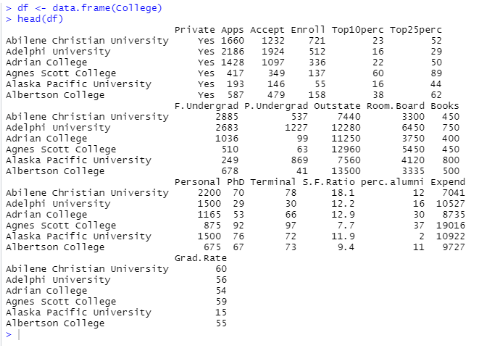 > df <- data.frame(College)
> head(df)
Private Apps Accept Enroll Top10perc Top25perc
Abilene Christian University Yes 1660 1232 721 23 52
Adelphi University Yes 2186 1924 512 16 29
Adrian College Yes 1428 1097 336 22 50
Agnes Scott College Yes 417 349 137 60 89
Alaska Pacific University Yes 193 146 55 16 44
Albertson College Yes 587 479 158 38 62
F.Undergrad P.Undergrad Outstate Room.Board Books
Abilene Christian University 2885 537 7440 3300 450
Adelphi University 2683 1227 12280 6450 750
Adrian College 1036 99 11250 3750 400
Agnes Scott College 510 63 12960 5450 450
Alaska Pacific University 249 869 7560 4120 800
Albertson College 678 41 13500 3335 500
Personal PhD Terminal S.F.Ratio perc.alumni Expend
Abilene Christian University 2200 70 78 18.1 12 7041
Adelphi University 1500 29 30 12.2 16 10527
Adrian College 1165 53 66 12.9 30 8735
Agnes Scott College 875 92 97 7.7 37 19016
Alaska Pacific University 1500 76 72 11.9 2 10922
Albertson College 675 67 73 9.4 11 9727
Grad.Rate
Abilene Christian University 60
Adelphi University 56
Adrian College 54
Agnes Scott College 59
Alaska Pacific University 15
Albertson College 55
>